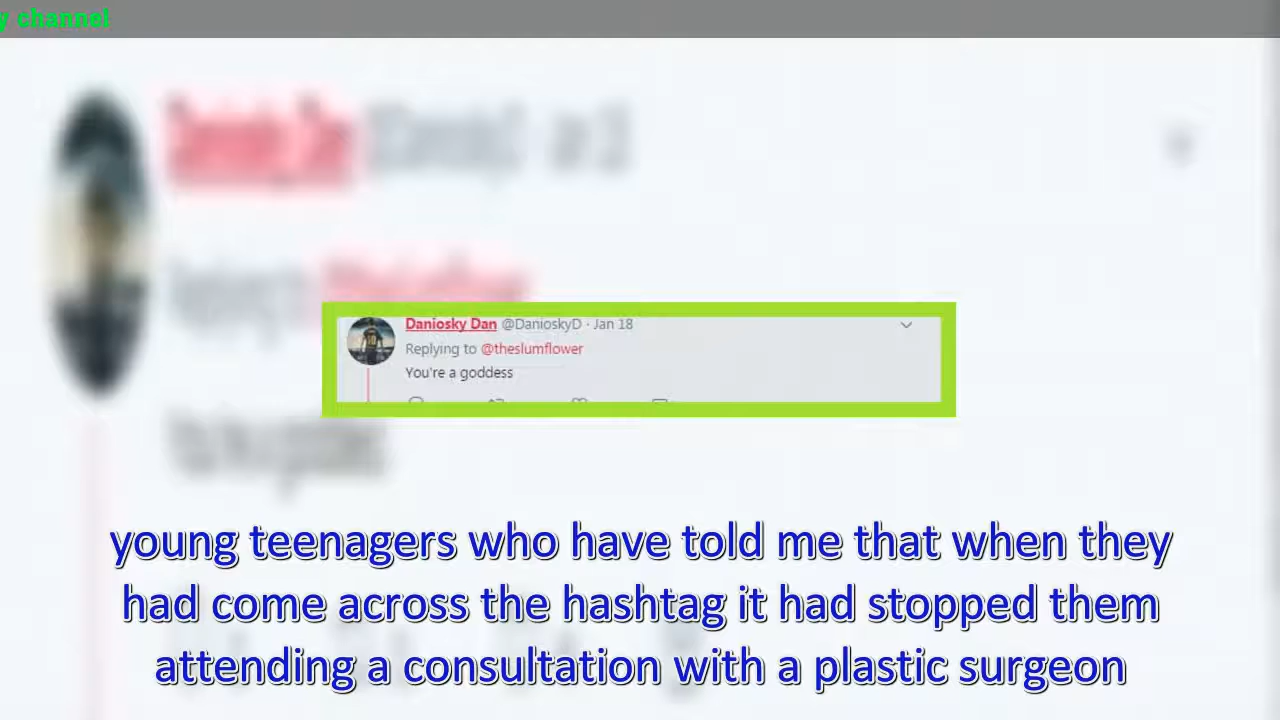 y channel
Daniosky Dan @DanioskyD · Jan 18
Replying to @theslumflower
You're a goddess
young teenagers who have told me that when they
had come across the hashtag it had stopped them
attending a consultation with a plastic surgeon